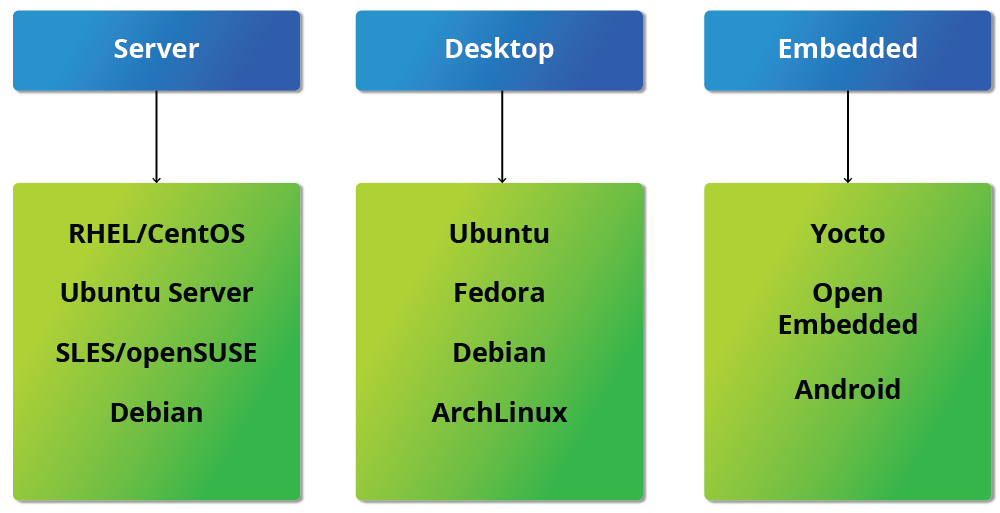 Server
RHEL/CentOS
Ubuntu Server
SLES/openSUSE
Debian
Desktop
Ubuntu
Fedora
Debian
ArchLinux
Embedded
Yocto
Open
Embedded
Android